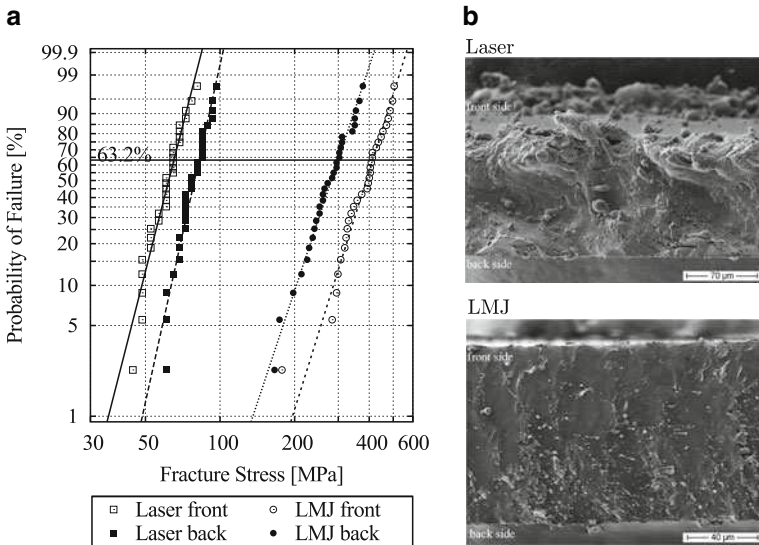 a
99.9
99
90
80
70
60
50
40
30
20
10
5
1
63.2%
Probability of Failure [%]
30 50 100 200 300 400 600
Fracture Stress [MPa]
Laser front
LMJ front
Laser back
LMJ back
b
Laser
front side
back side
70 µm
LMJ
front side
back side
40 µm